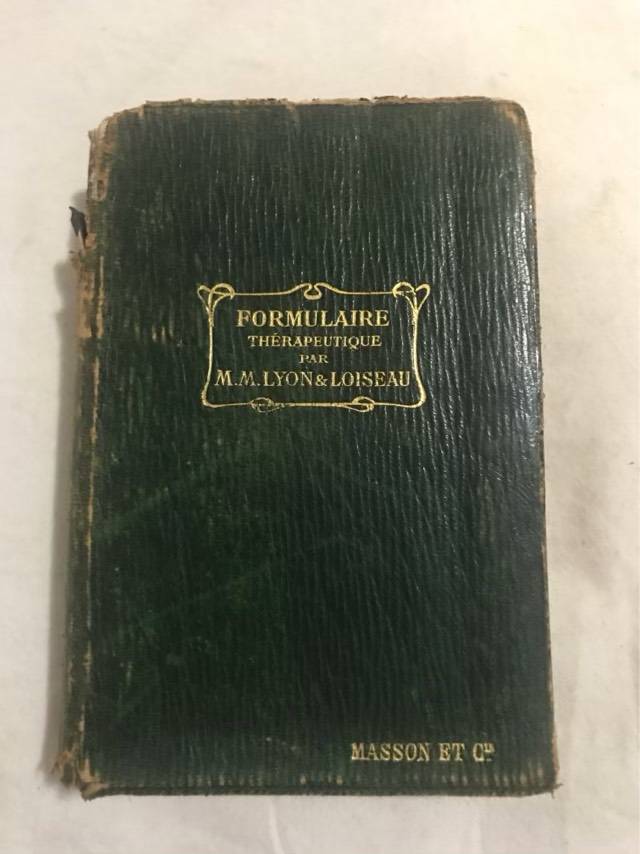 FORMULAIRE
THÉRAPEUTIQUE
PAR
M.M. LYON & LOISEAU
MASSON ET Cie